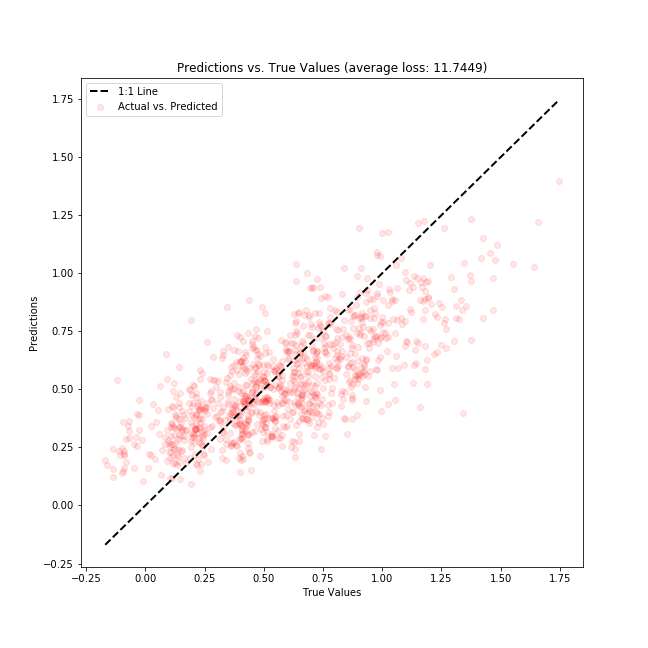 Predictions vs. True Values (average loss: 11.7449)
1:1 Line
Actual vs. Predicted
1.75
1.50
1.25
1.00
0.75
0.50
0.25
0.00
−0.25
Predictions
−0.25 0.00 0.25 0.50 0.75 1.00 1.25 1.50 1.75
True Values